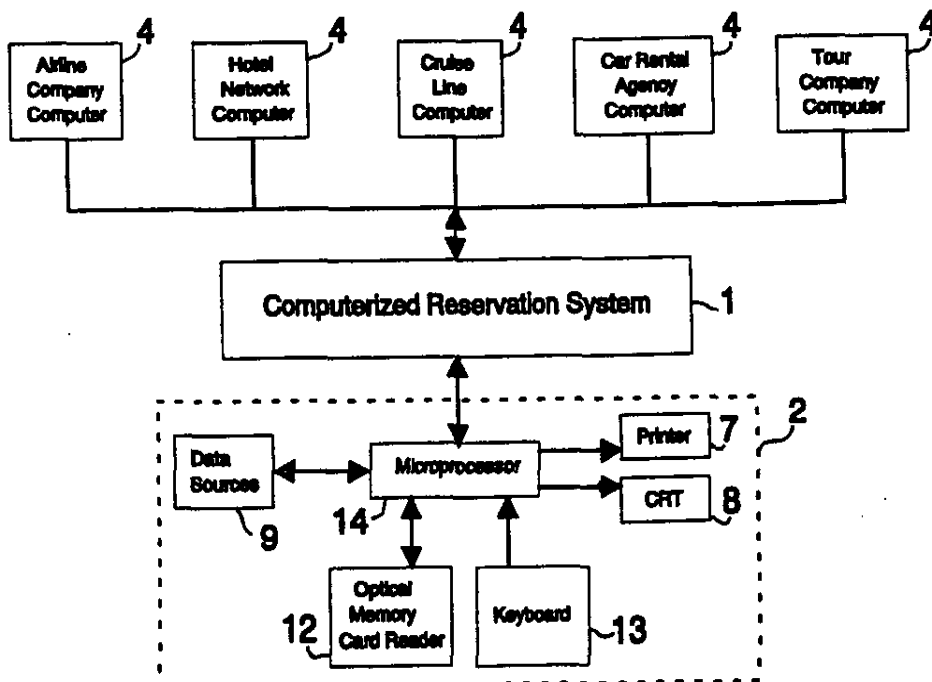 4 4 4 4 4
Airline
Company
Computer
Hotel
Network
Computer
Cruise
Line
Computer
Car Rental
Agency
Computer
Tour
Company
Computer
Computerized Reservation System
1
2
Printer
7
Data
Sources
9
Microprocessor
14
CRT
8
Optical
Memory
Card Reader
12
Keyboard
13